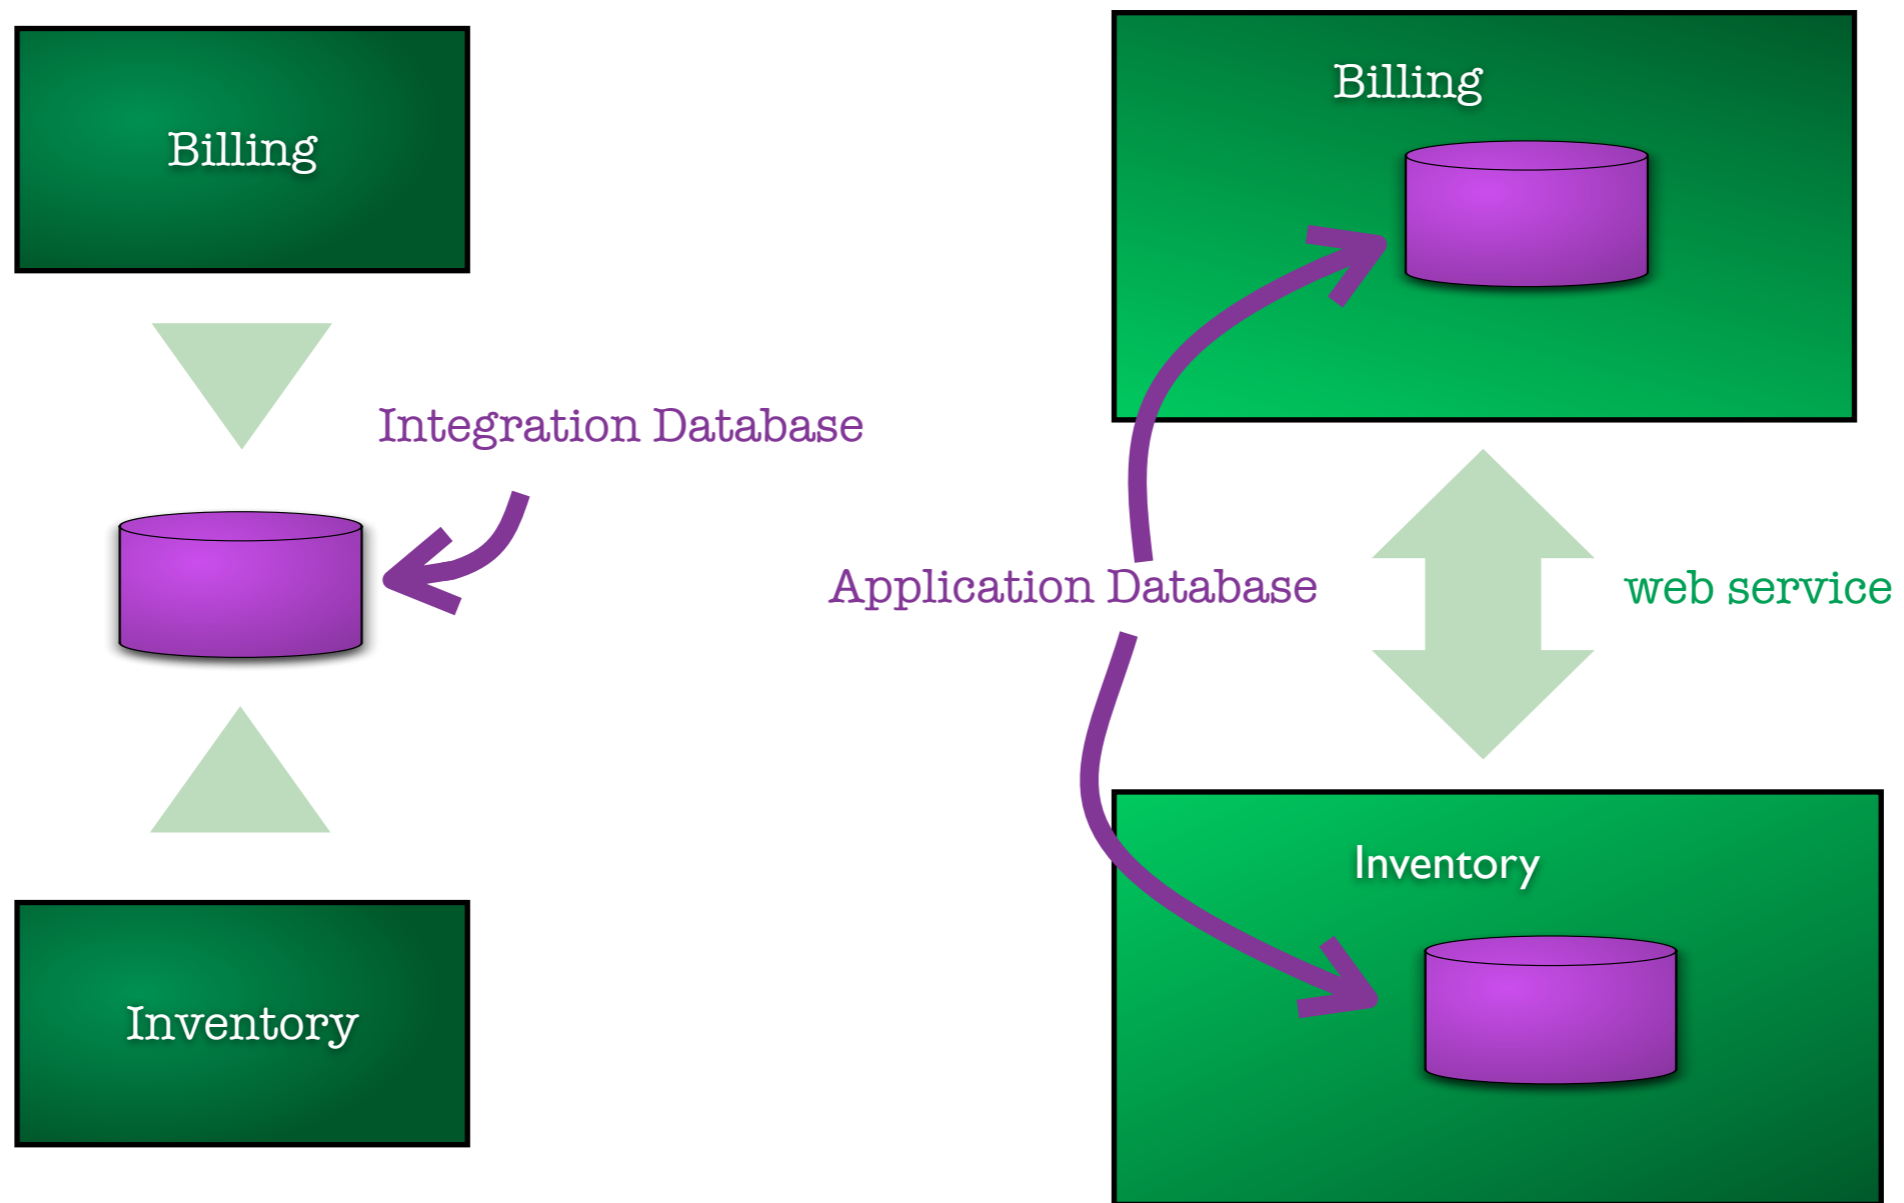 Billing
Integration Database
Inventory
Billing
Application Database
web service
Inventory